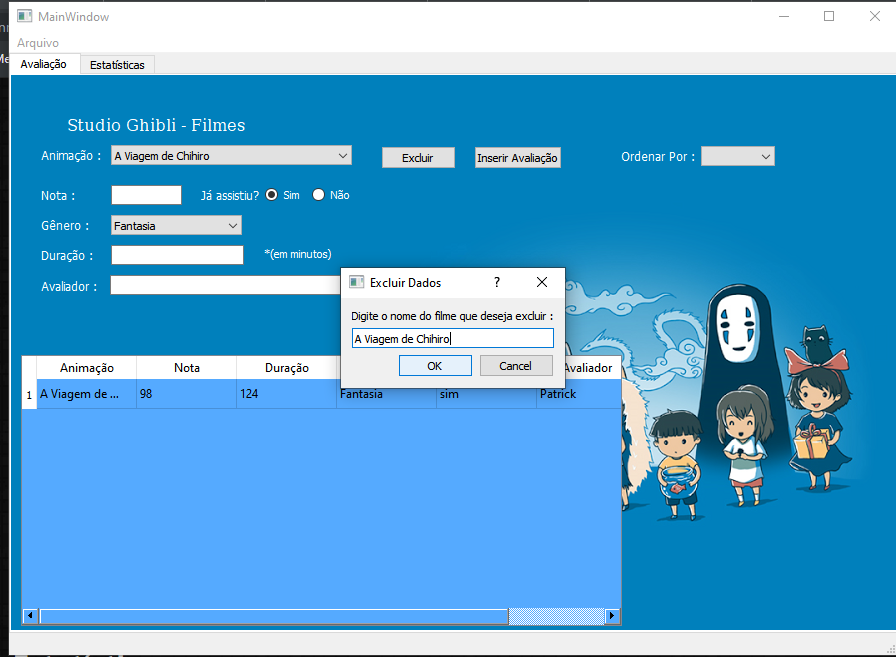 MainWindow
Arquivo
Avaliação Estatísticas
Studio Ghibli - Filmes
Animação : A Viagem de Chihiro Excluir Inserir Avaliação Ordenar Por :
Nota : Já assistiu? Sim Não
Gênero : Fantasia
Duração : *(em minutos)
Avaliador :
Excluir Dados ?
Digite o nome do filme que deseja excluir :
A Viagem de Chihiro
OK Cancel
Animação Nota Duração Avaliador
1 A Viagem de ... 98 124 Fantasia sim Patrick